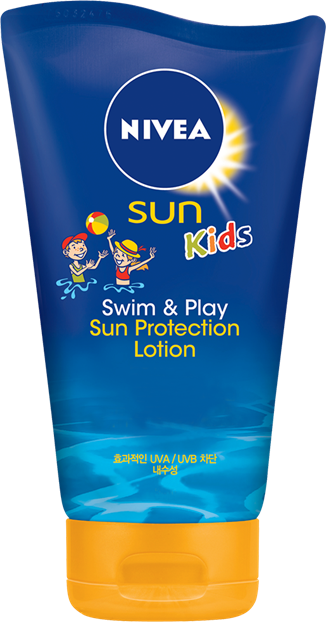 NIVEA
SUN
Kids
Swim & Play
Sun Protection
Lotion
효과적인 UVA / UVB 차단
내수성